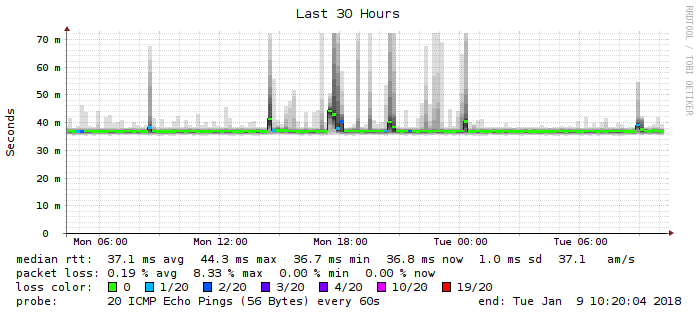 Last 30 Hours
RRDTOOL / TOBI OETIKER
Seconds
70 m
60 m
50 m
40 m
30 m
20 m
10 m
0
Mon 06:00 Mon 12:00 Mon 18:00 Tue 00:00 Tue 06:00
median rtt: 37.1 ms avg 44.3 ms max 36.7 ms min 36.8 ms now 1.0 ms sd 37.1 am/s
packet loss: 0.19 % avg 8.33 % max 0.00 % min 0.00 % now
loss color: 0 1/20 2/20 3/20 4/20 10/20 19/20
probe: 20 ICMP Echo Pings (56 Bytes) every 60s end: Tue Jan 9 10:20:04 2018